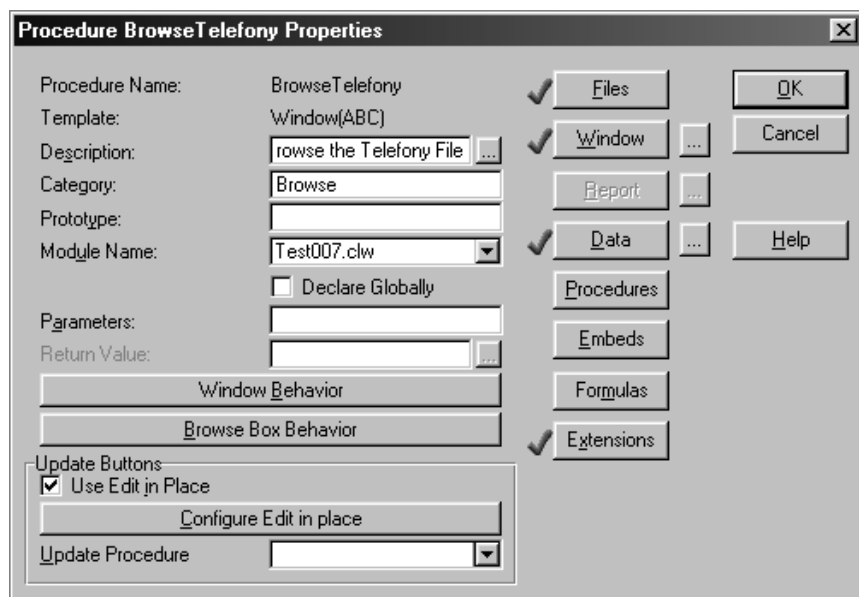 Procedure BrowseTelefony Properties
Procedure Name: BrowseTelefony
Template: Window(ABC)
Description: rowse the Telefony File ...
Category: Browse
Prototype:
Module Name: Test007.clw
Declare Globally
Parameters:
Return Value: ...
Window Behavior
Browse Box Behavior
Update Buttons
Use Edit in Place
Configure Edit in place
Update Procedure
Files
Window ...
Report ...
Data ...
Procedures
Embeds
Formulas
Extensions
OK
Cancel
Help